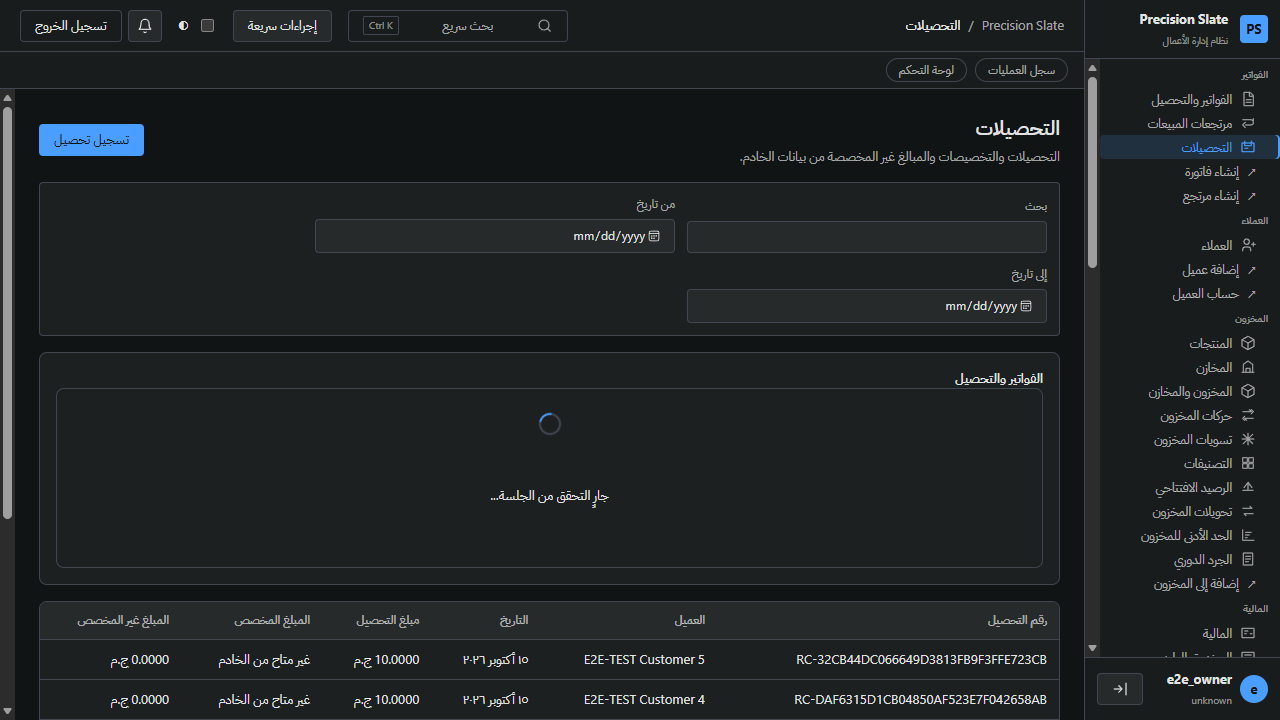 Precision Slate
نظام إدارة الأعمال
PS
الفواتير
الفواتير والتحصيل
مرتجعات المبيعات
التحصيلات
إنشاء فاتورة
إنشاء مرتجع
العملاء
العملاء
إضافة عميل
حساب العميل
المخزون
المنتجات
المخازن
المخزون والمخازن
حركات المخزون
تسويات المخزون
التصنيفات
الرصيد الافتتاحي
تحويلات المخزون
الحد الأدنى للمخزون
الجرد الدوري
إضافة إلى المخزون
المالية
المالية
e2e_owner
unknown
e
Precision Slate / التحصيلات
بحث سريع Ctrl K
إجراءات سريعة
تسجيل الخروج
سجل العمليات
لوحة التحكم
التحصيلات
التحصيلات والتخصيصات والمبالغ غير المخصصة من بيانات الخادم.
تسجيل تحصيل
بحث
من تاريخ
mm/dd/yyyy
إلى تاريخ
mm/dd/yyyy
الفواتير والتحصيل
جارٍ التحقق من الجلسة...
رقم التحصيل العميل التاريخ مبلغ التحصيل المبلغ المخصص المبلغ غير المخصص
RC-32CB44DC066649D3813FB9F3FFE723CB E2E-TEST Customer 5 ١٥ أكتوبر ٢٠٢٦ 10.0000 ج.م غير متاح من الخادم 0.0000 ج.م
RC-DAF6315D1CB04850AF523E7F042658AB E2E-TEST Customer 4 ١٥ أكتوبر ٢٠٢٦ 10.0000 ج.م غير متاح من الخادم 0.0000 ج.م